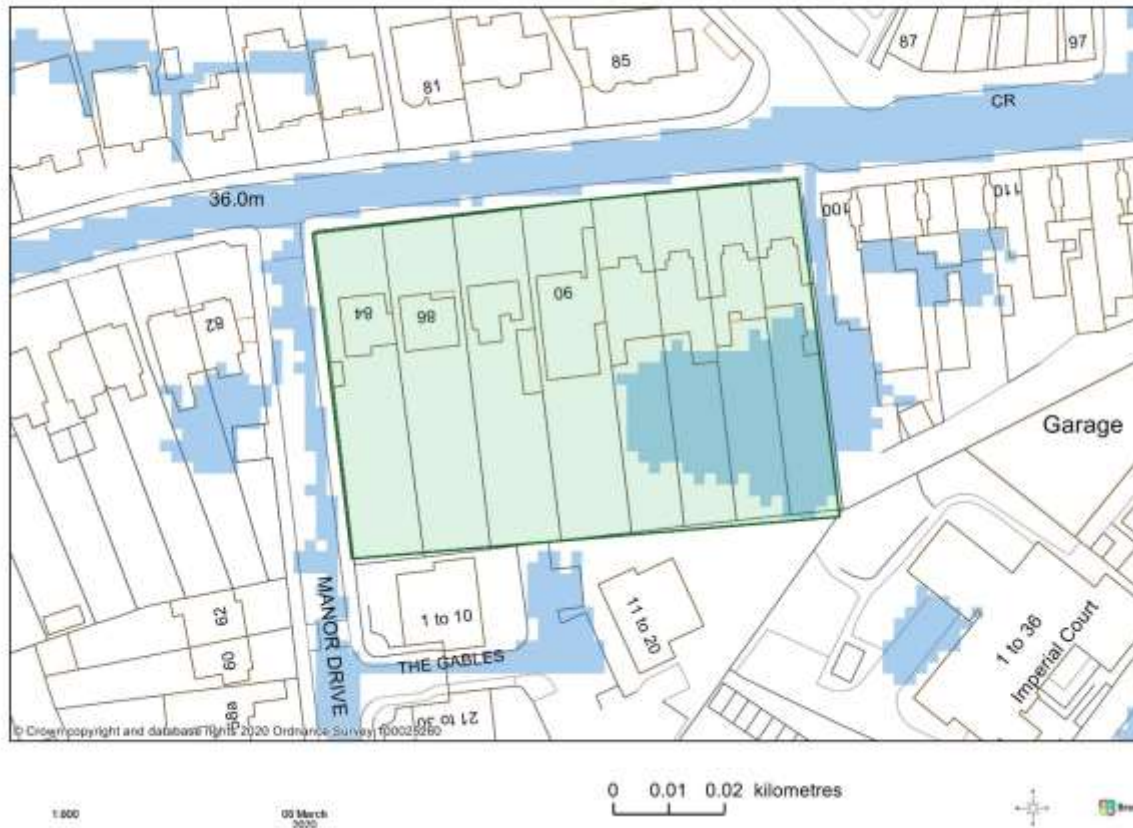 87
97
85
81
CR
36.0m
100
110
82
84
86
90
Garage
MANOR DRIVE
1 to 10
11 to 20
THE GABLES
62
60
58a
21 to 30
1 to 36
Imperial Court
© Crown copyright and database rights 2020 Ordnance Survey 100025260
0 0.01 0.02 kilometres
1:800
08 March
2020